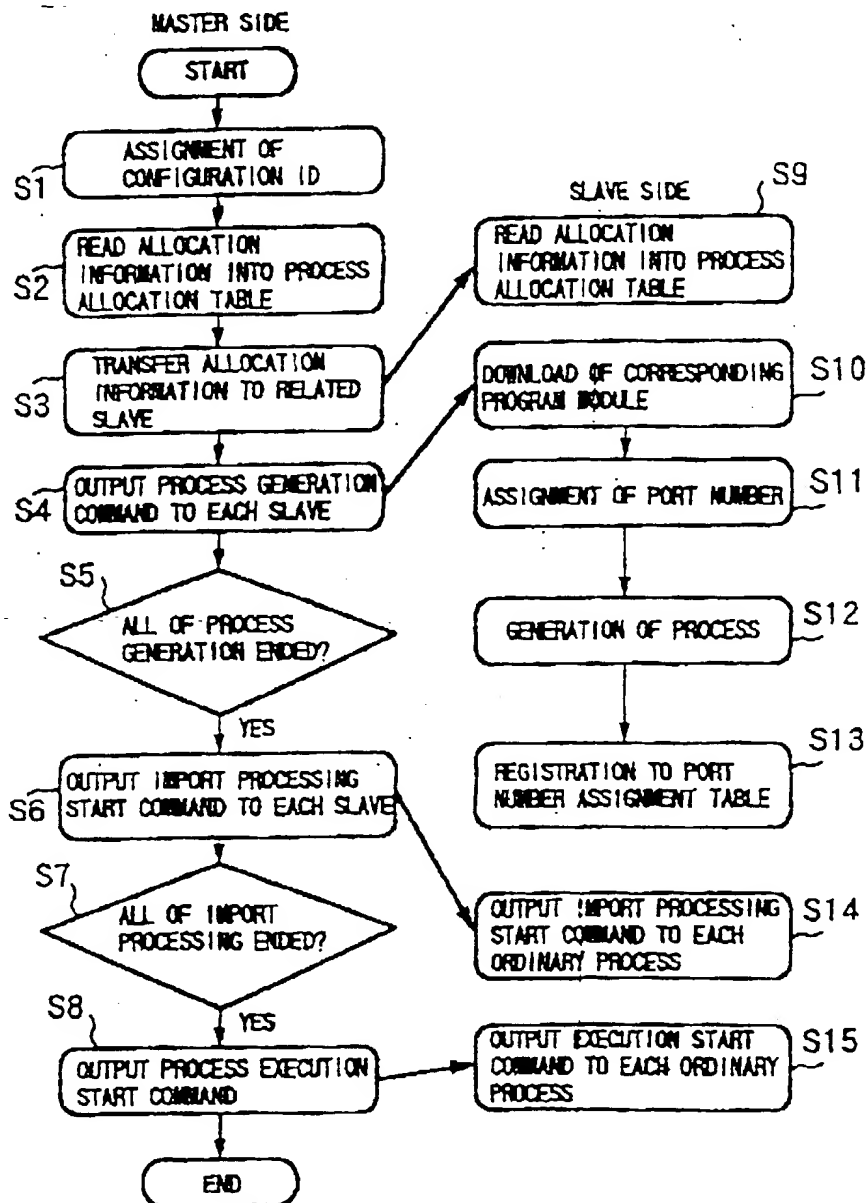 MASTER SIDE
START
ASSIGNMENT OF
CONFIGURATION ID
S1
READ ALLOCATION
INFORMATION INTO PROCESS
ALLOCATION TABLE
S2
TRANSFER ALLOCATION
INFORMATION TO RELATED
SLAVE
S3
OUTPUT PROCESS GENERATION
COMMAND TO EACH SLAVE
S4
S5
ALL OF PROCESS
GENERATION ENDED?
YES
OUTPUT IMPORT PROCESSING
START COMMAND TO EACH SLAVE
S6
S7
ALL OF IMPORT
PROCESSING ENDED?
YES
S8
OUTPUT PROCESS EXECUTION
START COMMAND
END
SLAVE SIDE
S9
READ ALLOCATION
INFORMATION INTO PROCESS
ALLOCATION TABLE
DOWNLOAD OF CORRESPONDING
PROGRAM MODULE
S10
ASSIGNMENT OF PORT NUMBER
S11
GENERATION OF PROCESS
S12
REGISTRATION TO PORT
NUMBER ASSIGNMENT TABLE
S13
OUTPUT IMPORT PROCESSING
START COMMAND TO EACH
ORDINARY PROCESS
S14
OUTPUT EXECUTION START
COMMAND TO EACH ORDINARY
PROCESS
S15